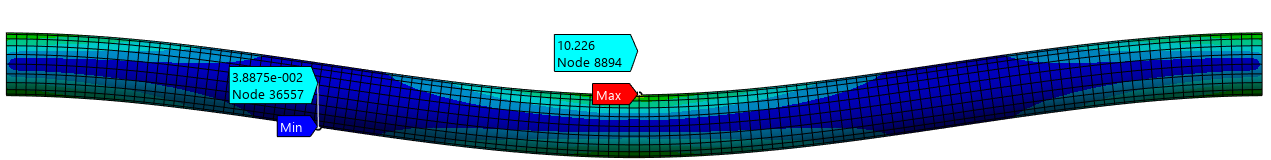 10.226
Node 8894
3.8875e-002
Node 36557
Max
Min